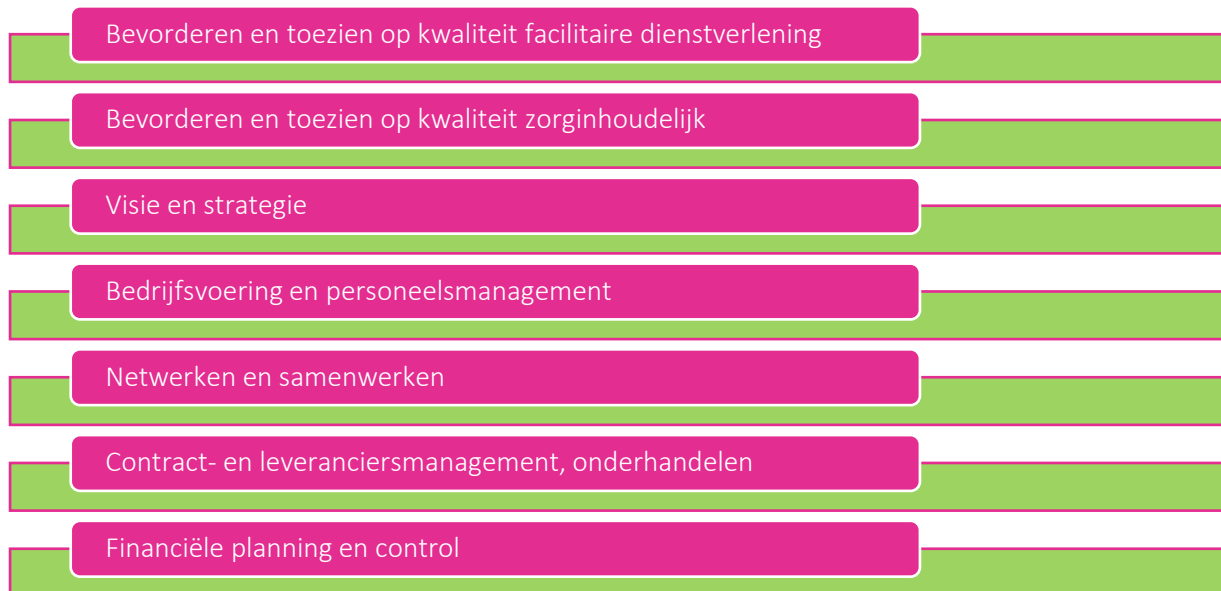 Bevorderen en toezien op kwaliteit facilitaire dienstverlening
Bevorderen en toezien op kwaliteit zorginhoudelijk
Visie en strategie
Bedrijfsvoering en personeelsmanagement
Netwerken en samenwerken
Contract- en leveranciersmanagement, onderhandelen
Financiële planning en control